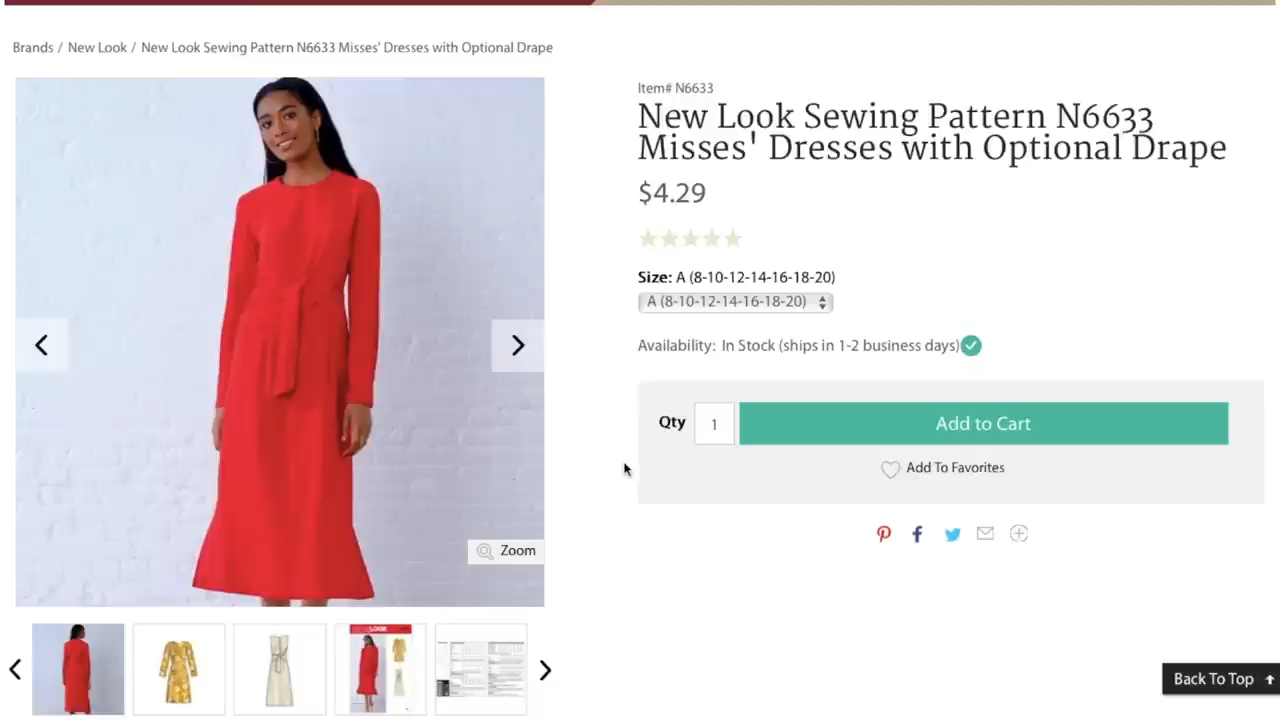 Brands / New Look / New Look Sewing Pattern N6633 Misses' Dresses with Optional Drape
Item# N6633
New Look Sewing Pattern N6633
Misses' Dresses with Optional Drape
$4.29
Size: A (8-10-12-14-16-18-20)
A (8-10-12-14-16-18-20)
Availability: In Stock (ships in 1-2 business days)
Qty 1 Add to Cart
Add To Favorites
Zoom
Back To Top